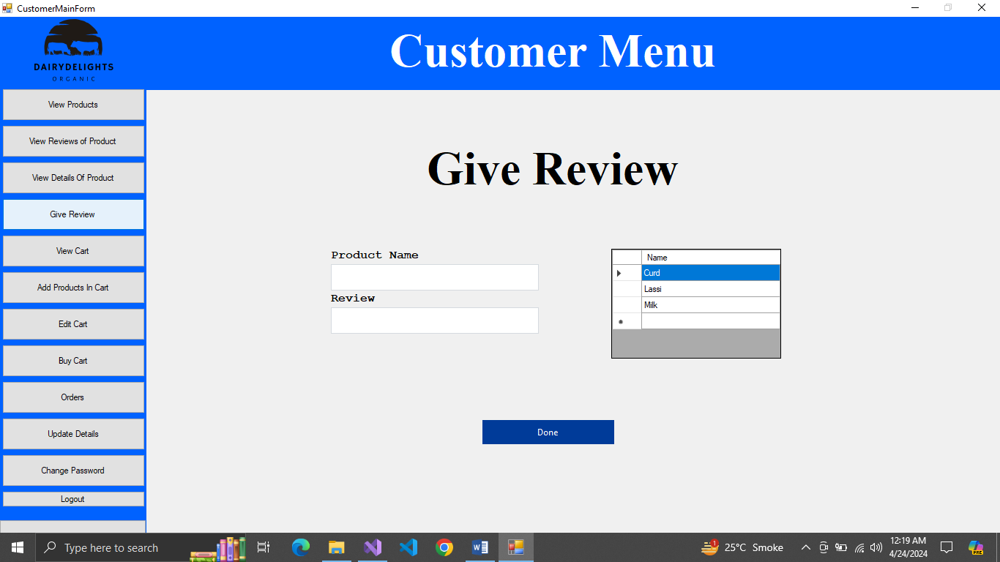 CustomerMainForm
DAIRYDELIGHTS
ORGANIC
Customer Menu
View Products
View Reviews of Product
View Details Of Product
Give Review
View Cart
Add Products In Cart
Edit Cart
Buy Cart
Orders
Update Details
Change Password
Logout
Give Review
Product Name
Review
Name
Curd
Lassi
Milk
Done
Type here to search
1
25°C Smoke
12:19 AM
4/24/2024
PRE